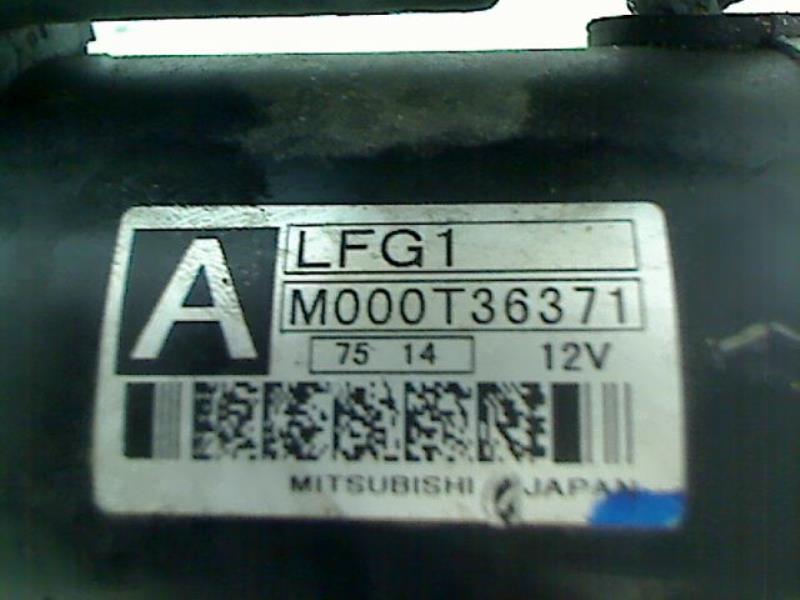 A
LFG1
M000T36371
75 14 12V
MITSUBISHI JAPAN